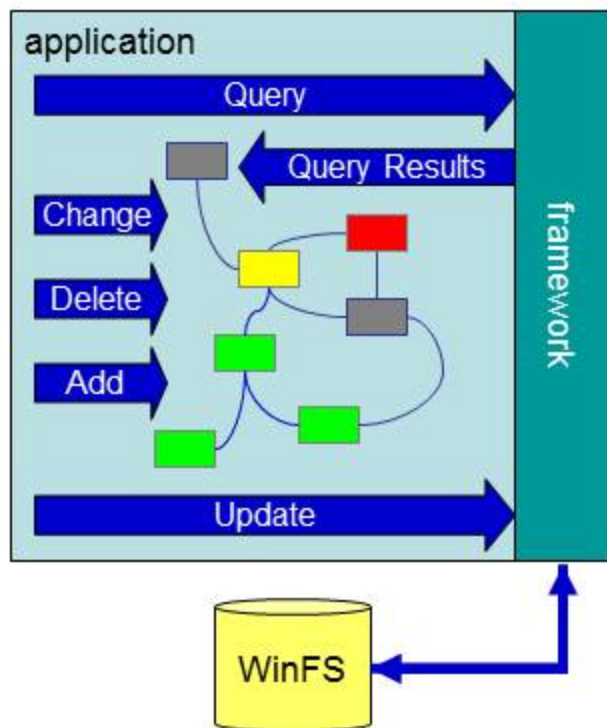 application
Query
Query Results
Change
Delete
Add
Update
framework
WinFS